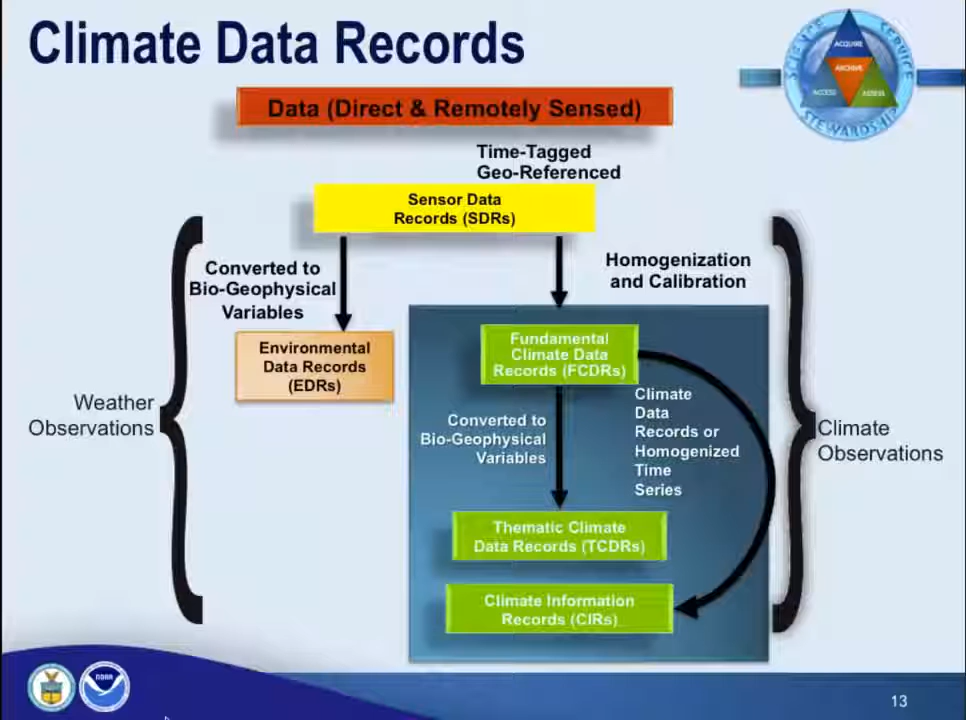 Climate Data Records
SCIENCE SERVICE
STEWARDSHIP
ACQUIRE
ARCHIVE
ACCESS
ASSESS
Data (Direct & Remotely Sensed)
Time-Tagged
Geo-Referenced
Sensor Data
Records (SDRs)
Converted to
Bio-Geophysical
Variables
Homogenization
and Calibration
Environmental
Data Records
(EDRs)
Fundamental
Climate Data
Records (FCDRs)
Weather
Observations
Converted to
Bio-Geophysical
Variables
Climate
Data
Records or
Homogenized
Time
Series
Climate
Observations
Thematic Climate
Data Records (TCDRs)
Climate Information
Records (CIRs)
NOAA
13